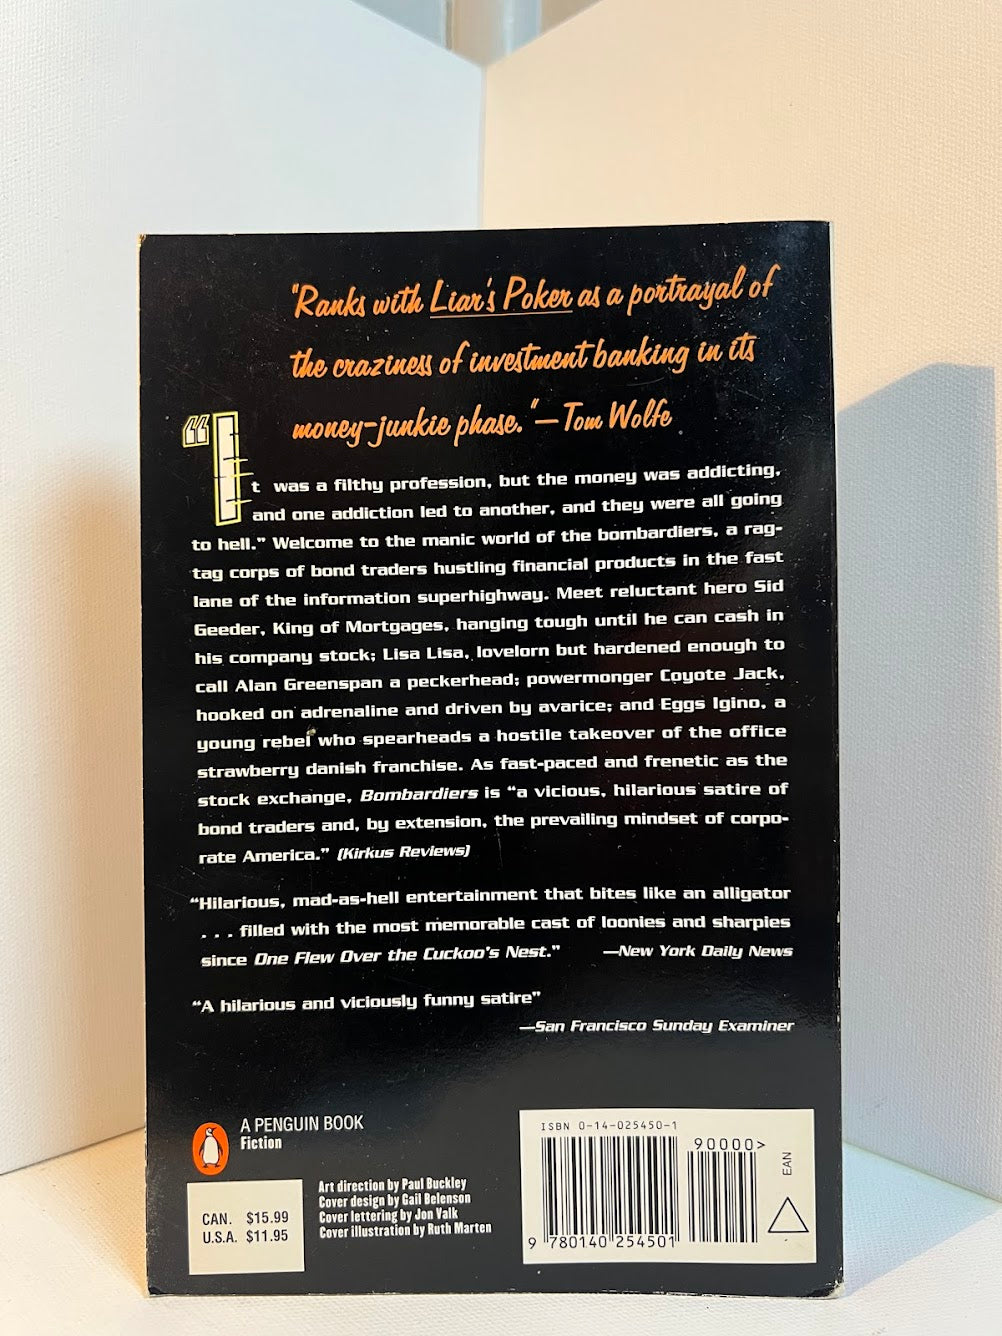 "Ranks with Liar's Poker as a portrayal of
the craziness of investment banking in its
money-junkie phase."—Tom Wolfe
"It was a filthy profession, but the money was addicting,
and one addiction led to another, and they were all going
to hell." Welcome to the manic world of the bombardiers, a rag-
tag corps of bond traders hustling financial products in the fast
lane of the information superhighway. Meet reluctant hero Sid
Geeder, King of Mortgages, hanging tough until he can cash in
his company stock; Lisa Lisa, lovelorn but hardened enough to
call Alan Greenspan a peckerhead; powermonger Coyote Jack,
hooked on adrenaline and driven by avarice; and Eggs Igino, a
young rebel who spearheads a hostile takeover of the office
strawberry danish franchise. As fast-paced and frenetic as the
stock exchange, Bombardiers is "a vicious, hilarious satire of
bond traders and, by extension, the prevailing mindset of corpo-
rate America." (Kirkus Reviews)
"Hilarious, mad-as-hell entertainment that bites like an alligator
. . . filled with the most memorable cast of loonies and sharpies
since One Flew Over the Cuckoo's Nest." —New York Daily News
"A hilarious and viciously funny satire"
—San Francisco Sunday Examiner
A PENGUIN BOOK
Fiction
CAN. $15.99
U.S.A. $11.95
Art direction by Paul Buckley
Cover design by Gail Belenson
Cover lettering by Jon Valk
Cover illustration by Ruth Marten
ISBN 0-14-025450-1
90000>
EAN
9 780140 254501